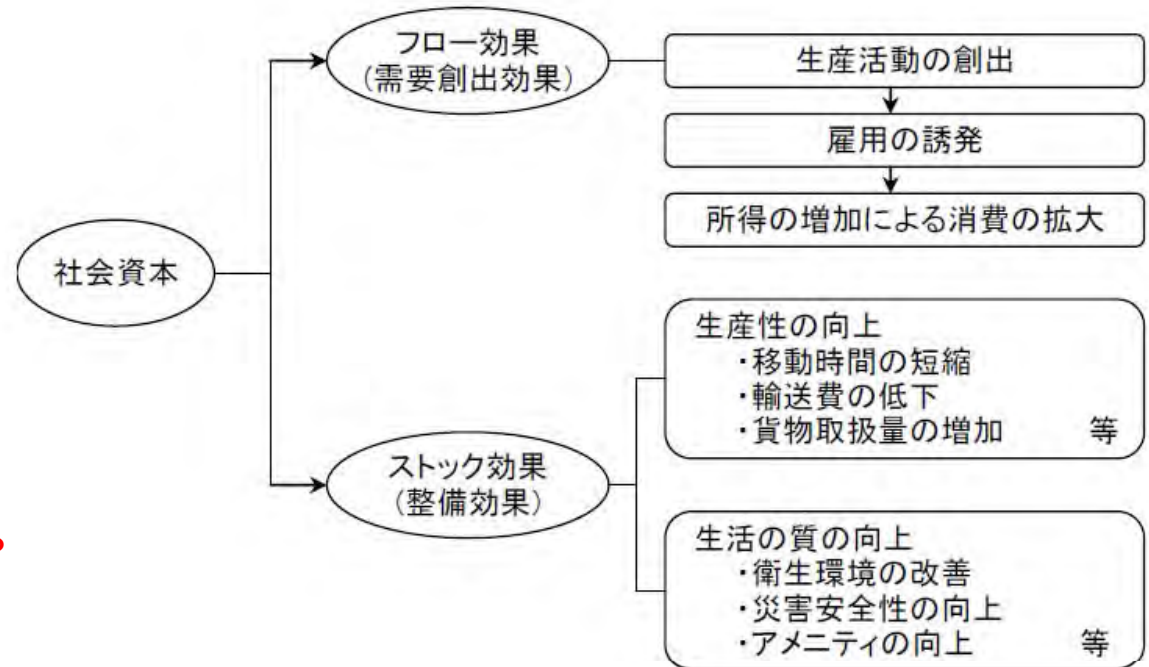 社会資本
フロー効果
(需要創出効果)
生産活動の創出
雇用の誘発
所得の増加による消費の拡大
ストック効果
(整備効果)
生産性の向上
・移動時間の短縮
・輸送費の低下
・貨物取扱量の増加 等
生活の質の向上
・衛生環境の改善
・災害安全性の向上
・アメニティの向上 等